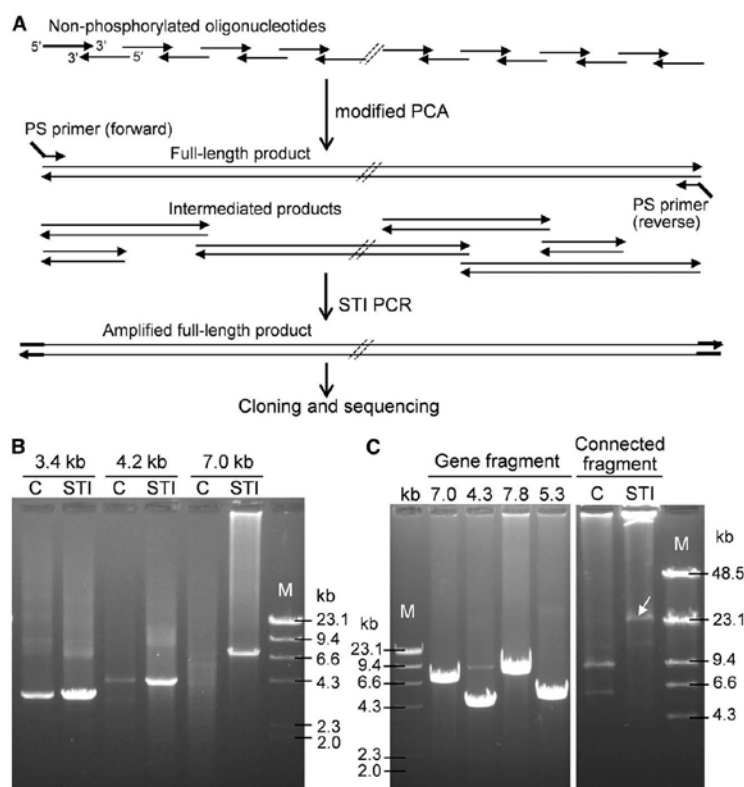 A
Non-phosphorylated oligonucleotides
5' 3'
3' 5'
modified PCA
PS primer (forward)
Full-length product
Intermediated products
PS primer
(reverse)
STI PCR
Amplified full-length product
Cloning and sequencing
B
3.4 kb 4.2 kb 7.0 kb
C STI C STI C STI
M
kb
23.1
9.4
6.6
4.3
2.3
2.0
C
Gene fragment
kb 7.0 4.3 7.8 5.3
M
kb
23.1
9.4
6.6
4.3
2.3
2.0
Connected
fragment
C STI
kb
M
48.5
23.1
9.4
6.6
4.3